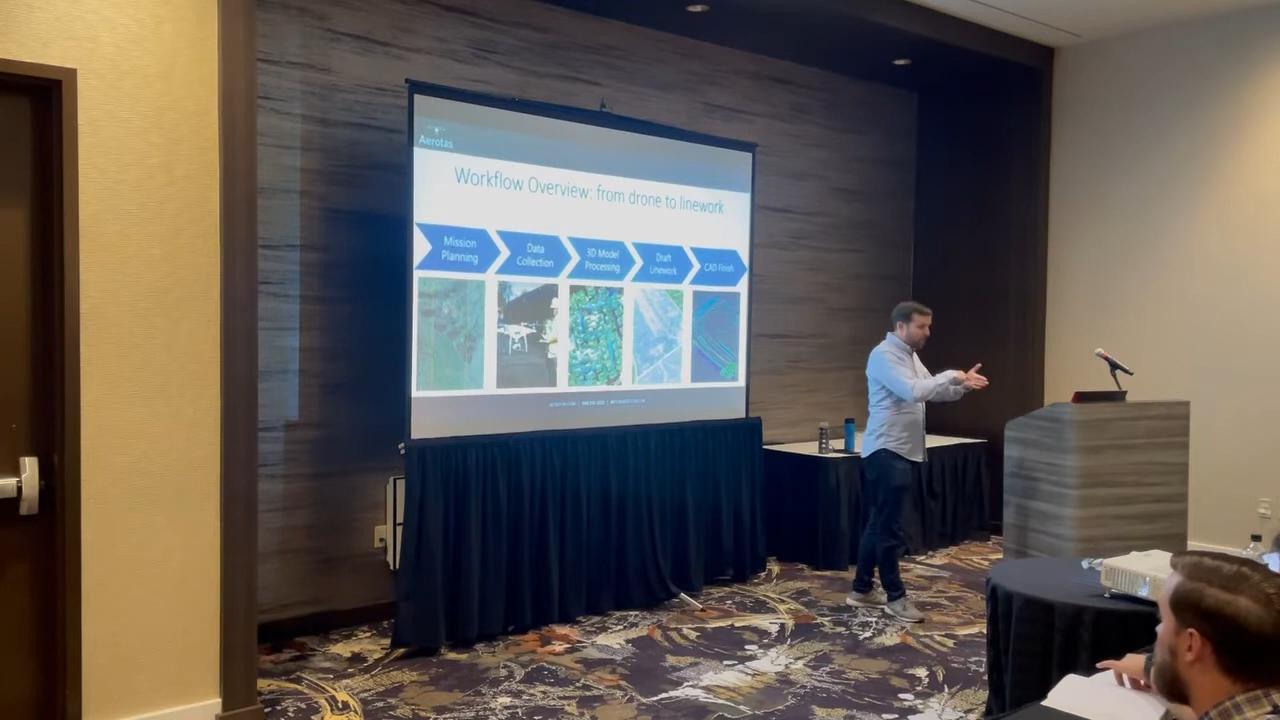 Aerotas
Workflow Overview: from drone to linework
Mission
Planning
Data
Collection
3D Model
Processing
Draft
Linework
CAD Finish